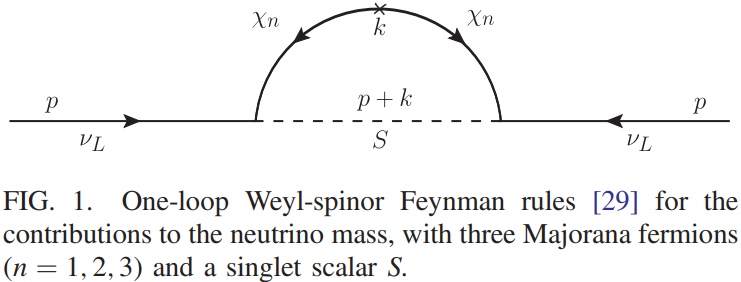 χn
χn
k
p
p + k
p
νL
S
νL
FIG. 1. One-loop Weyl-spinor Feynman rules [29] for the
contributions to the neutrino mass, with three Majorana fermions
(n = 1, 2, 3) and a singlet scalar S.